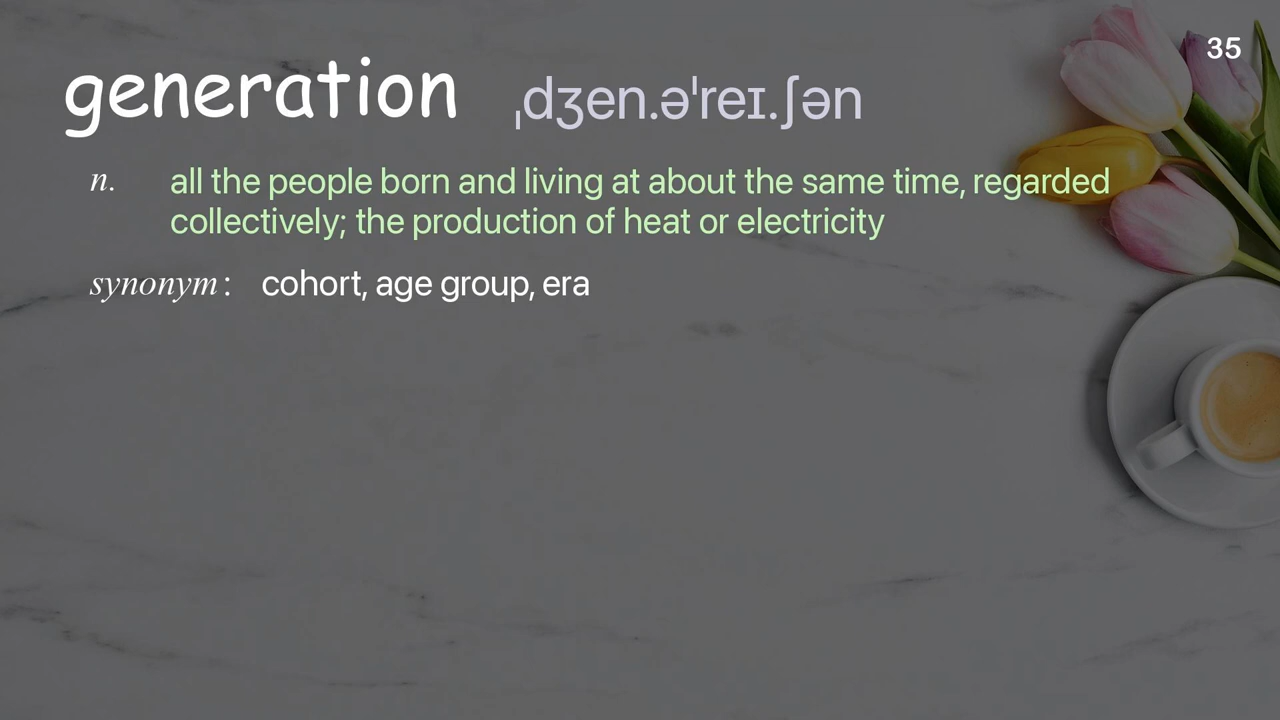 35
generation ˌdʒen.əˈreɪ.ʃən
n. all the people born and living at about the same time, regarded
collectively; the production of heat or electricity
synonym: cohort, age group, era